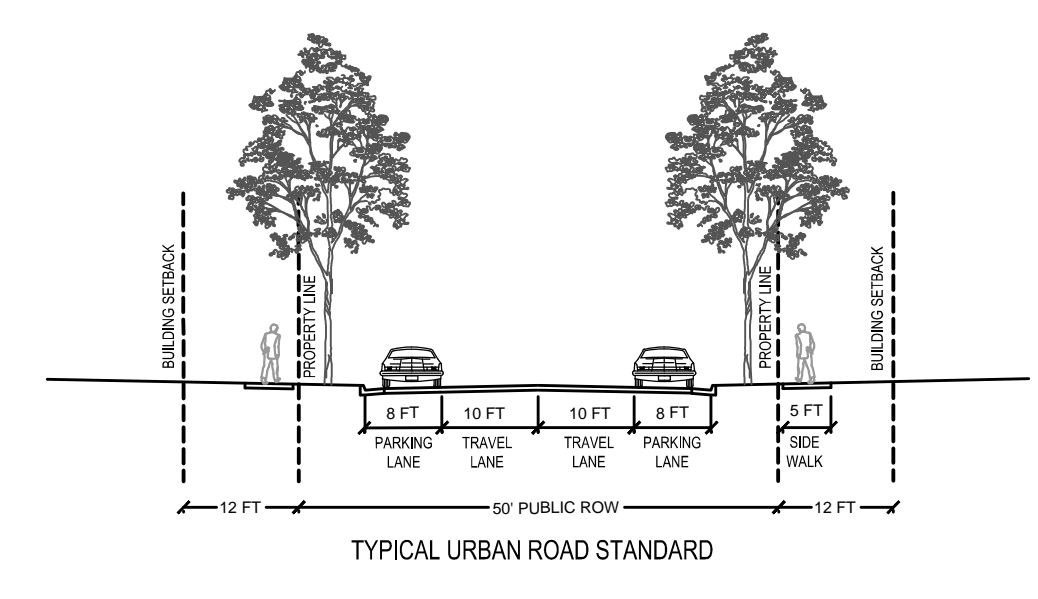 BUILDING SETBACK
PROPERTY LINE
PROPERTY LINE
BUILDING SETBACK
8 FT
10 FT
10 FT
8 FT
5 FT
PARKING
LANE
TRAVEL
LANE
TRAVEL
LANE
PARKING
LANE
SIDE
WALK
12 FT
50' PUBLIC ROW
12 FT
TYPICAL URBAN ROAD STANDARD